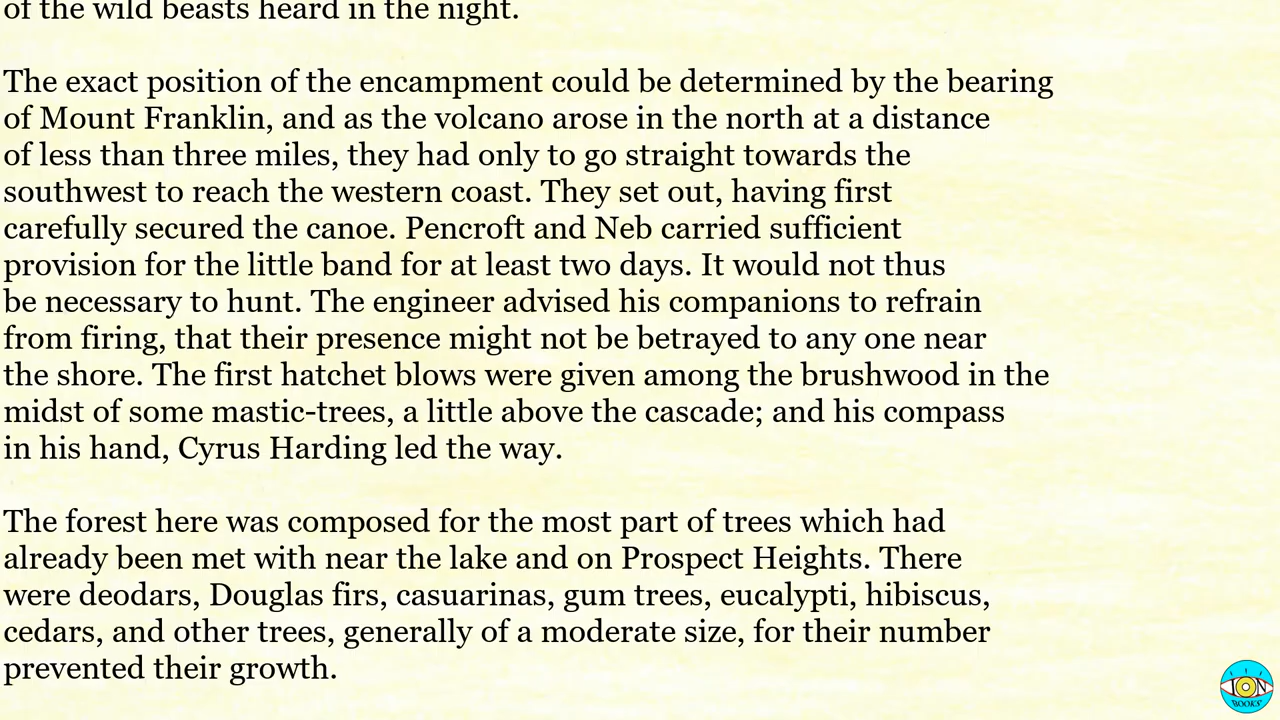 of the wild beasts heard in the night.
The exact position of the encampment could be determined by the bearing
of Mount Franklin, and as the volcano arose in the north at a distance
of less than three miles, they had only to go straight towards the
southwest to reach the western coast. They set out, having first
carefully secured the canoe. Pencroft and Neb carried sufficient
provision for the little band for at least two days. It would not thus
be necessary to hunt. The engineer advised his companions to refrain
from firing, that their presence might not be betrayed to any one near
the shore. The first hatchet blows were given among the brushwood in the
midst of some mastic-trees, a little above the cascade; and his compass
in his hand, Cyrus Harding led the way.
The forest here was composed for the most part of trees which had
already been met with near the lake and on Prospect Heights. There
were deodars, Douglas firs, casuarinas, gum trees, eucalypti, hibiscus,
cedars, and other trees, generally of a moderate size, for their number
prevented their growth.
ION
BOOKS